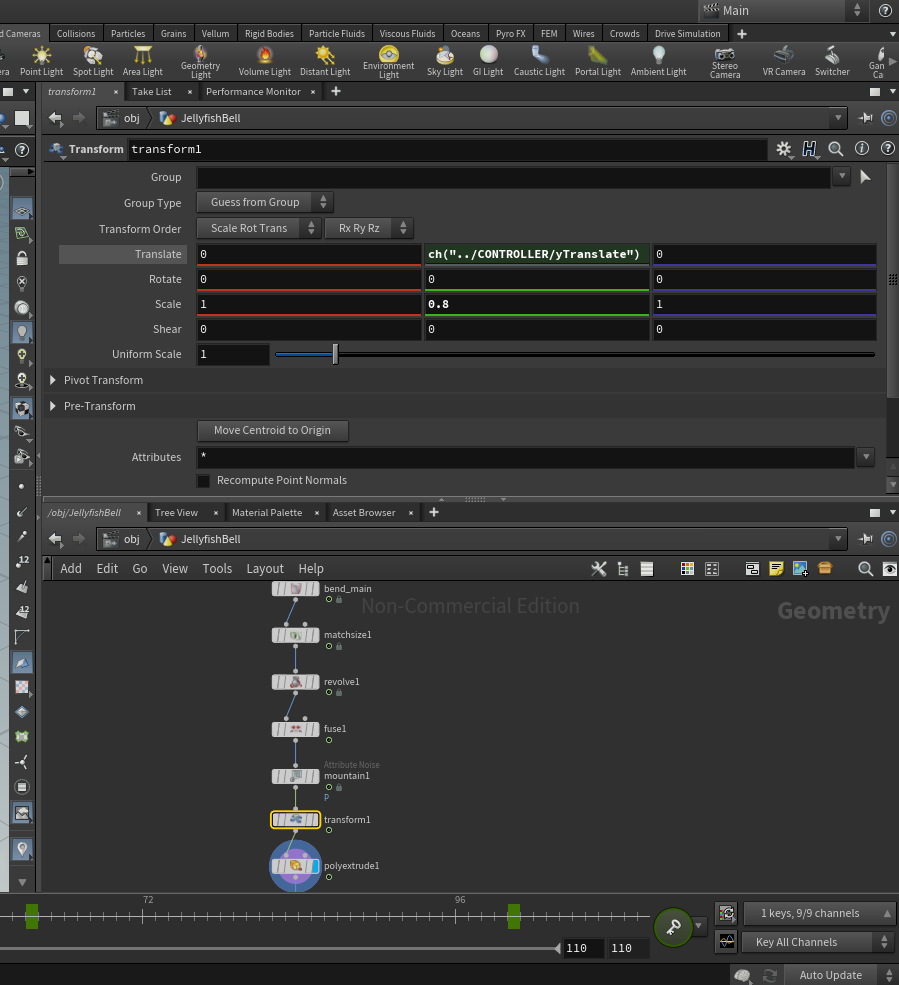 Main
d Cameras Collisions Particles Grains Vellum Rigid Bodies Particle Fluids Viscous Fluids Oceans Pyro FX FEM Wires Crowds Drive Simulation
era Point Light Spot Light Area Light Geometry Light Volume Light Distant Light Environment Light Sky Light GI Light Caustic Light Portal Light Ambient Light Stereo Camera VR Camera Switcher Gan Ca
transform1 Take List Performance Monitor
obj JellyfishBell
Transform transform1
Group
Group Type Guess from Group
Transform Order Scale Rot Trans Rx Ry Rz
Translate 0 ch("../CONTROLLER/yTranslate") 0
Rotate 0 0 0
Scale 1 0.8 1
Shear 0 0 0
Uniform Scale 1
Pivot Transform
Pre-Transform
Move Centroid to Origin
Attributes *
Recompute Point Normals
/obj/JellyfishBell Tree View Material Palette Asset Browser
obj JellyfishBell
Add Edit Go View Tools Layout Help
12
12
Non-Commercial Edition
Geometry
bend_main
matchsize1
revolve1
fuse1
Attribute Noise
mountain1
P
transform1
polyextrude1
72 96
1 keys, 9/9 channels
110 110 Key All Channels
Auto Update